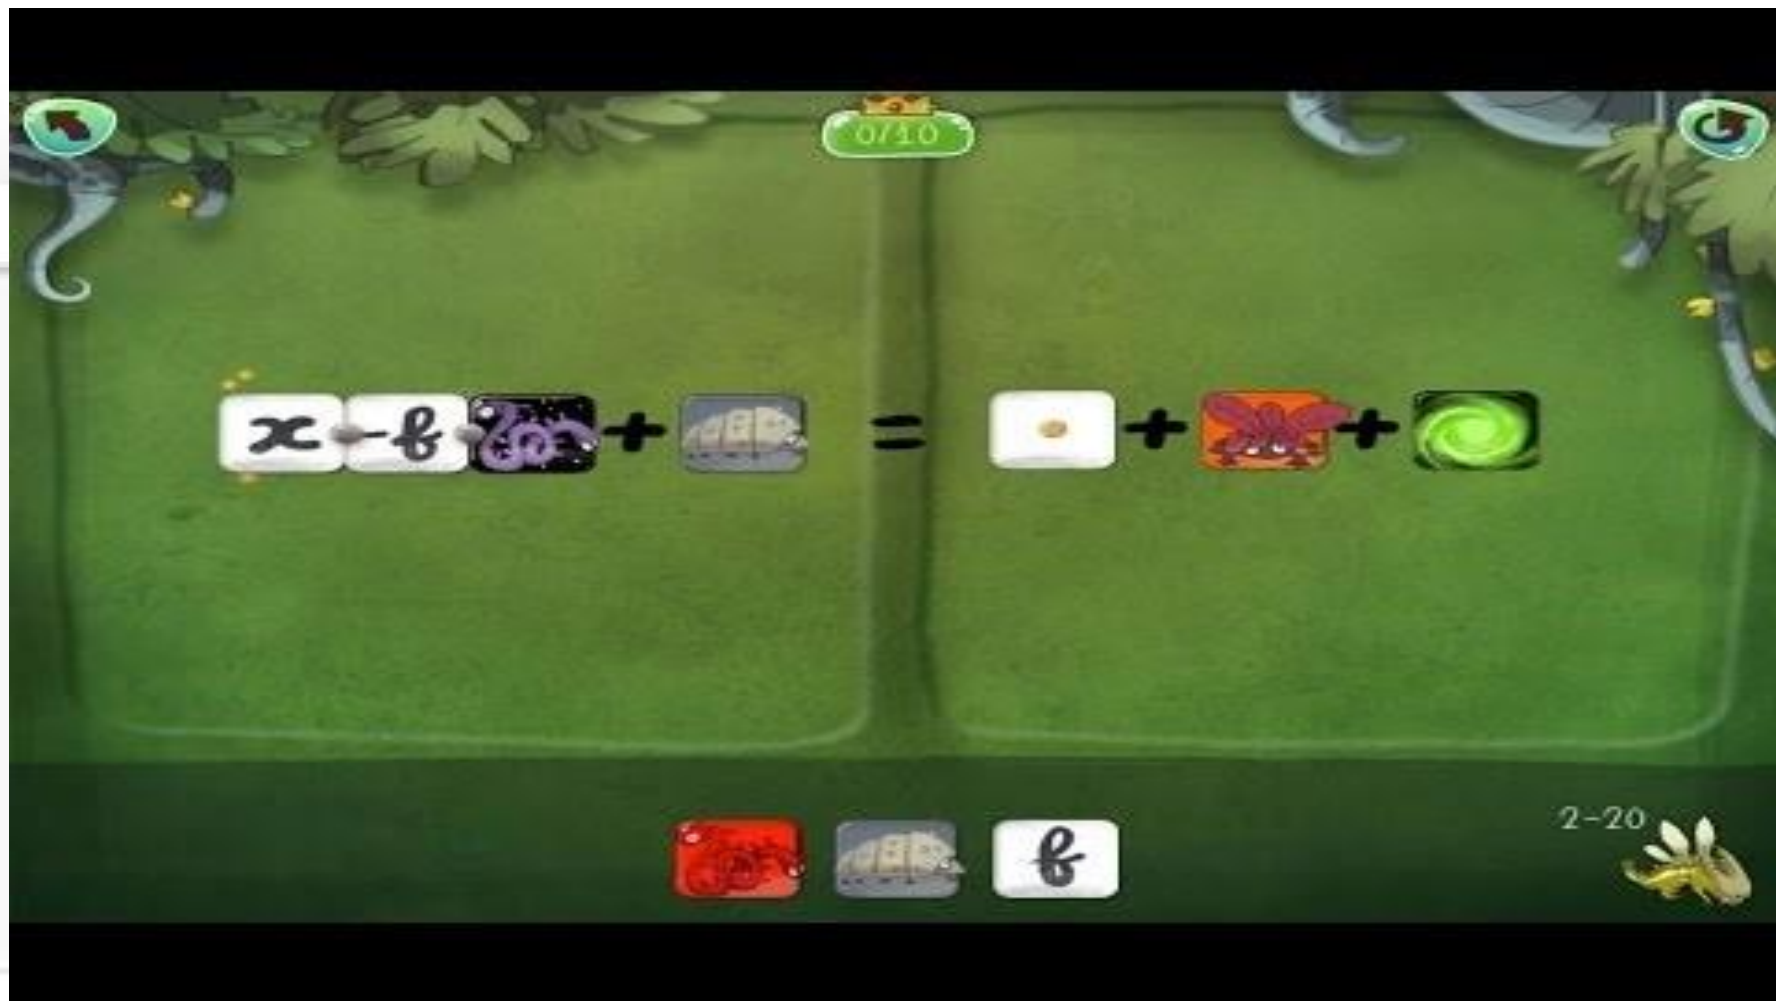 0/10
x · -b · + = + +
2-20
b